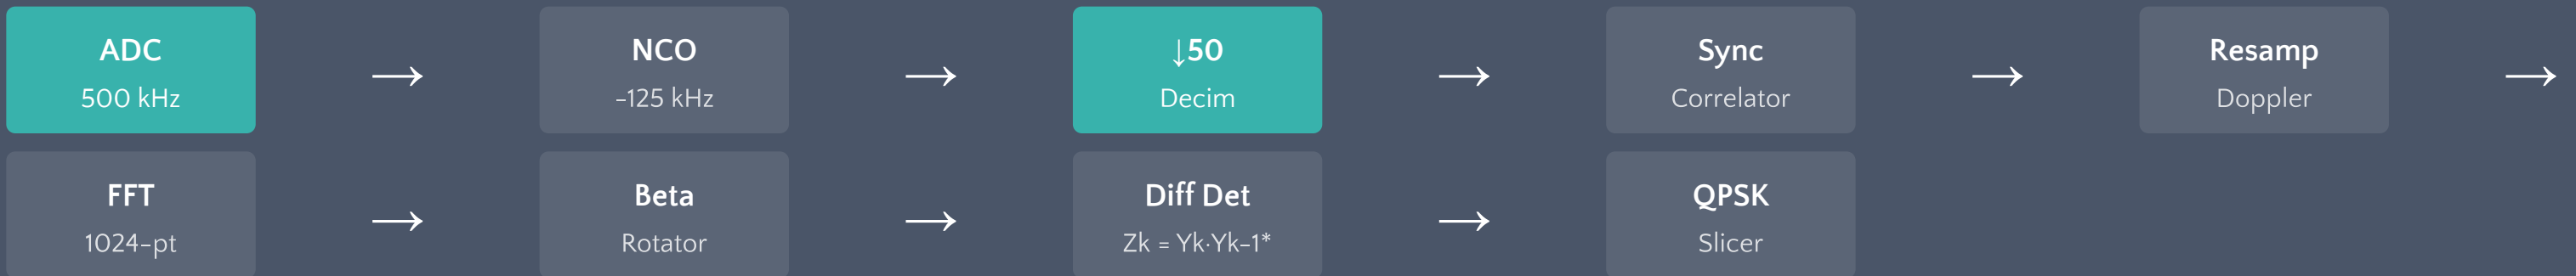 ADC
500 kHz
→
NCO
-125 kHz
→
↓50
Decim
→
Sync
Correlator
→
Resamp
Doppler
→
FFT
1024-pt
→
Beta
Rotator
→
Diff Det
Zk = Yk·Yk-1*
→
QPSK
Slicer